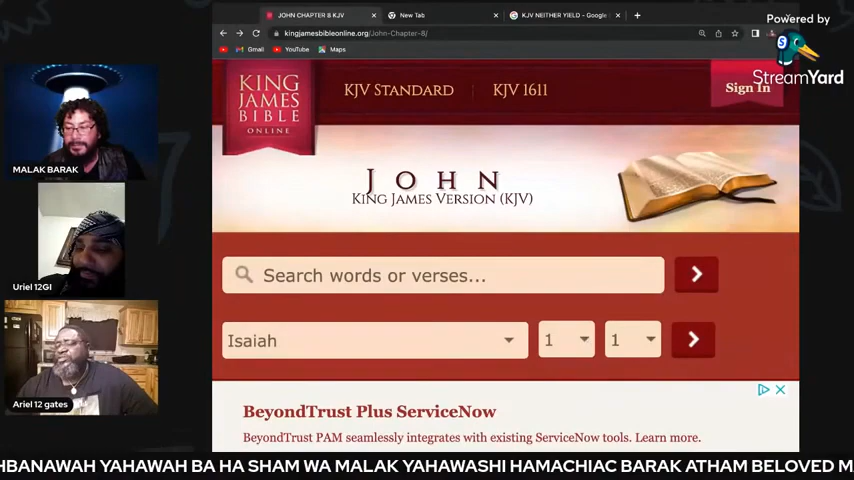 JOHN CHAPTER 8 KJV
New Tab
KJV NEITHER YIELD - Google
Powered by
StreamYard
kingjamesbibleonline.org/John-Chapter-8/
Gmail
YouTube
Maps
KING
JAMES
BIBLE
ONLINE
KJV STANDARD
KJV 1611
Sign In
JOHN
KING JAMES VERSION (KJV)
Search words or verses...
Isaiah
1
1
BeyondTrust Plus ServiceNow
BeyondTrust PAM seamlessly integrates with existing ServiceNow tools. Learn more.
MALAK BARAK
Uriel 12GI
Ariel 12 gates
HBANAWAH YAHAWAH BA HA SHAM WA MALAK YAHAWASHI HAMACHIAC BARAK ATHAM BELOVED M